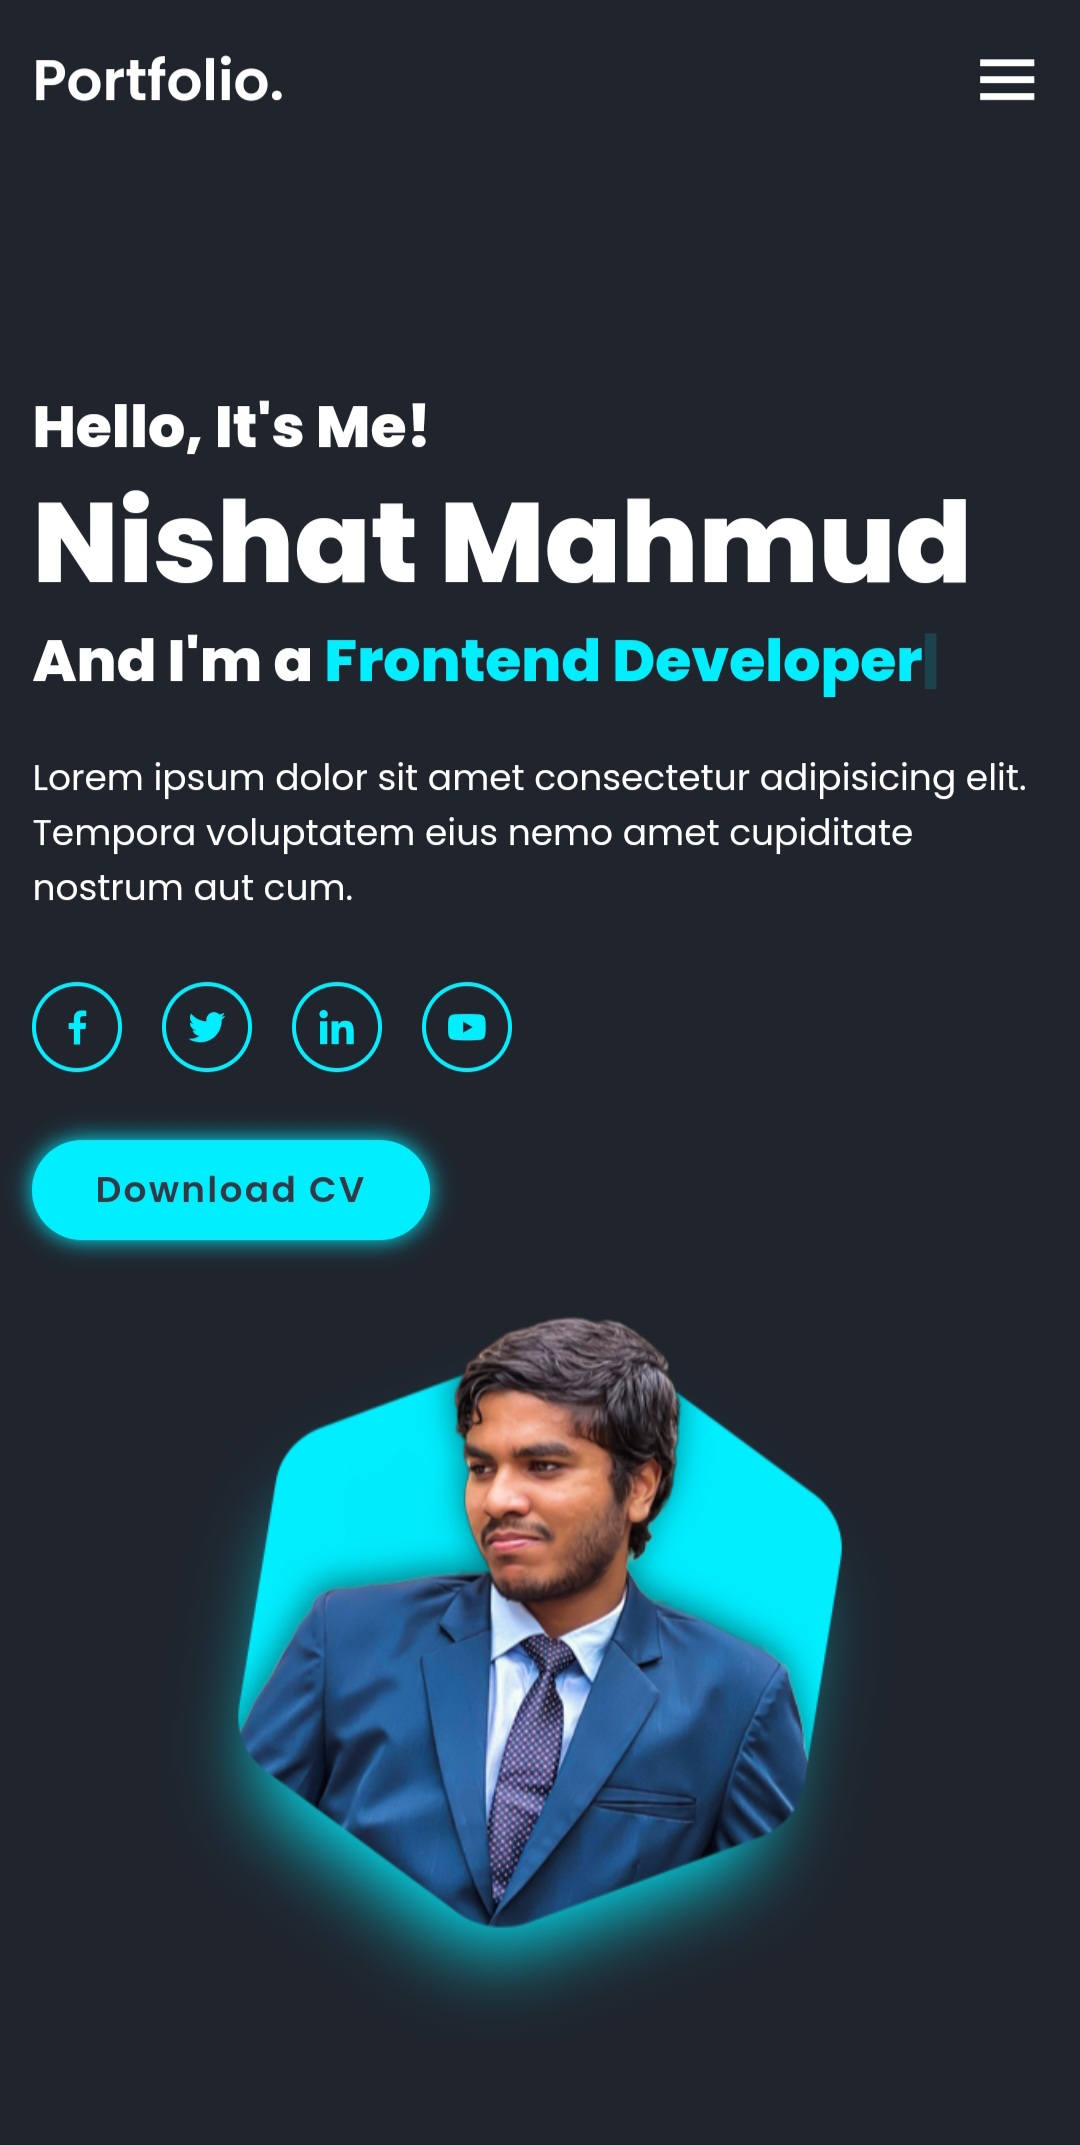 Portfolio.
Hello, It's Me!
Nishat Mahmud
And I'm a Frontend Developer
Lorem ipsum dolor sit amet consectetur adipisicing elit.
Tempora voluptatem eius nemo amet cupiditate
nostrum aut cum.
Download CV